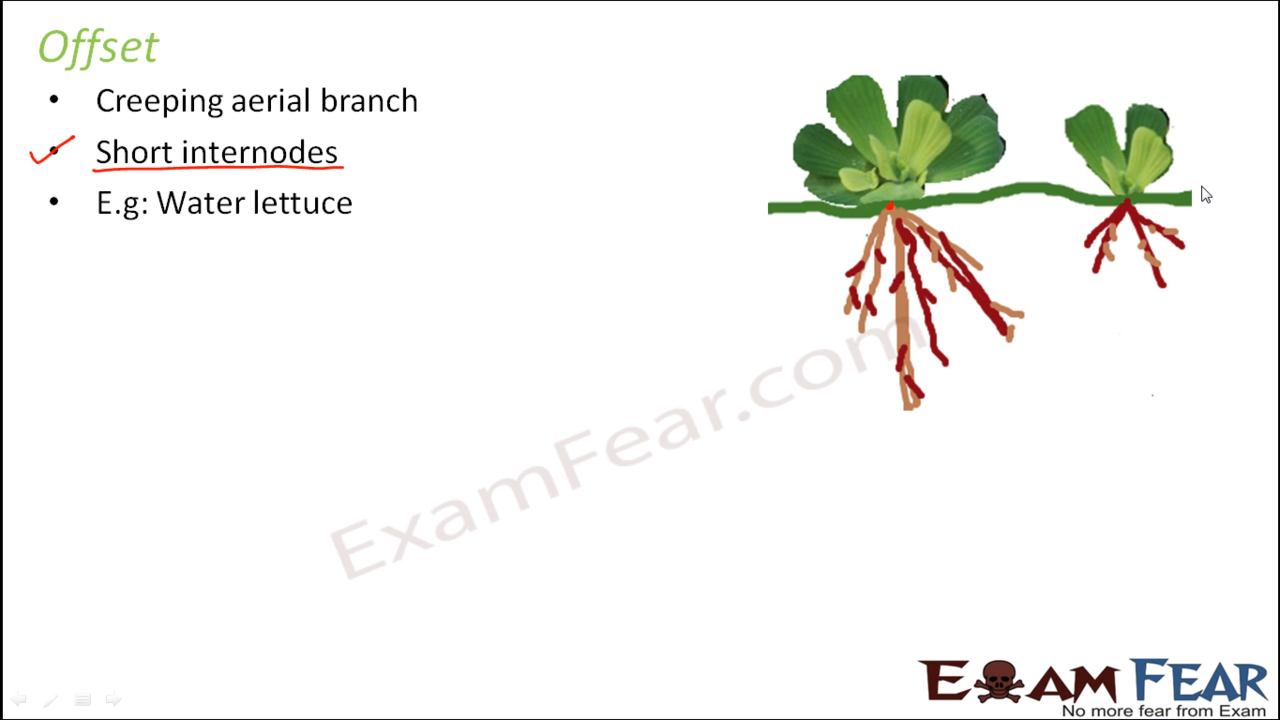 Offset
• Creeping aerial branch
• Short internodes
• E.g: Water lettuce
ExamFear.com
EXAM FEAR
No more fear from Exam